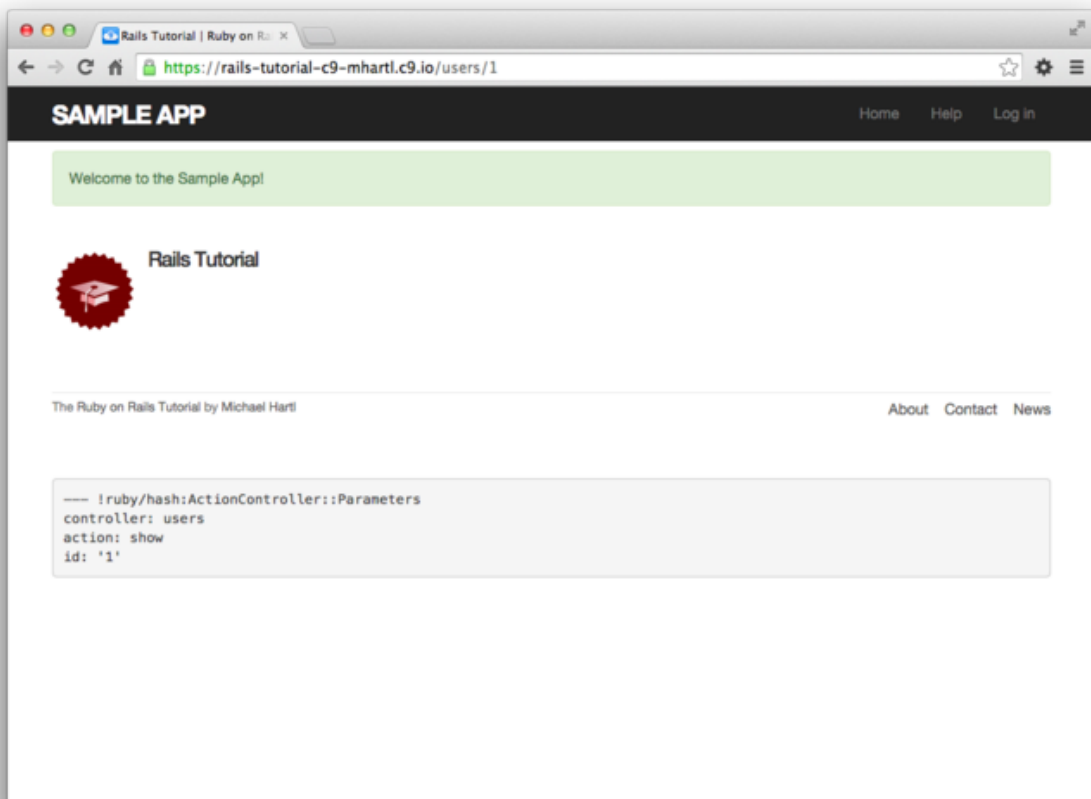 Rails Tutorial | Ruby on Ra
https://rails-tutorial-c9-mhartl.c9.io/users/1
SAMPLE APP
Home Help Log in
Welcome to the Sample App!
Rails Tutorial
The Ruby on Rails Tutorial by Michael Hartl
About Contact News
--- !ruby/hash:ActionController::Parameters
controller: users
action: show
id: '1'